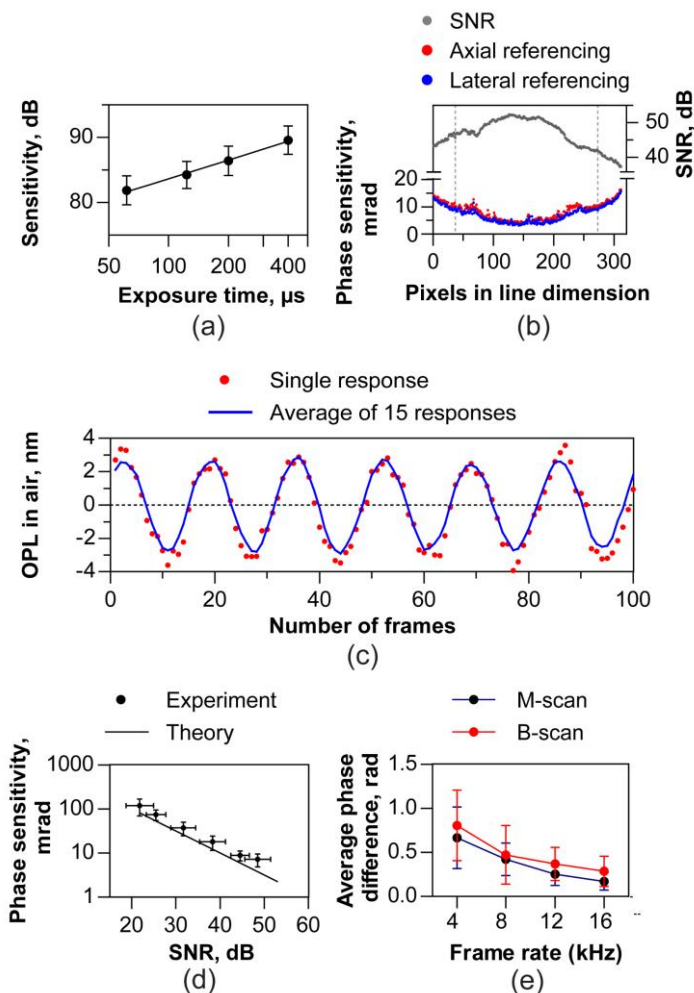 SNR
Axial referencing
Lateral referencing
Sensitivity, dB
90
80
50 100 200 400
Exposure time, µs
(a)
Phase sensitivity,
mrad
20
15
10
5
0
50
40
SNR, dB
0 100 200 300
Pixels in line dimension
(b)
Single response
Average of 15 responses
OPL in air, nm
4
2
0
-2
-4
0 20 40 60 80 100
Number of frames
(c)
Experiment
Theory
Phase sensitivity,
mrad
1000
100
10
1
20 30 40 50 60
SNR, dB
(d)
M-scan
B-scan
Average phase
difference, rad
1.5
1.0
0.5
0.0
4 8 12 16
Frame rate (kHz)
(e)